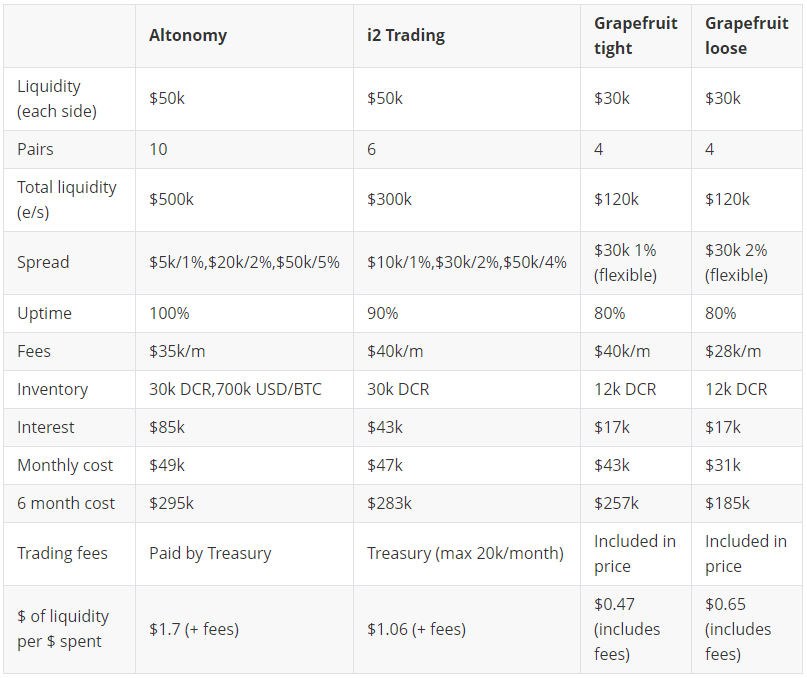 Altonomy i2 Trading Grapefruit tight Grapefruit loose
Liquidity (each side) $50k $50k $30k $30k
Pairs 10 6 4 4
Total liquidity (e/s) $500k $300k $120k $120k
Spread $5k/1%,$20k/2%,$50k/5% $10k/1%,$30k/2%,$50k/4% $30k 1% (flexible) $30k 2% (flexible)
Uptime 100% 90% 80% 80%
Fees $35k/m $40k/m $40k/m $28k/m
Inventory 30k DCR,700k USD/BTC 30k DCR 12k DCR 12k DCR
Interest $85k $43k $17k $17k
Monthly cost $49k $47k $43k $31k
6 month cost $295k $283k $257k $185k
Trading fees Paid by Treasury Treasury (max 20k/month) Included in price Included in price
$ of liquidity per $ spent $1.7 (+ fees) $1.06 (+ fees) $0.47 (includes fees) $0.65 (includes fees)